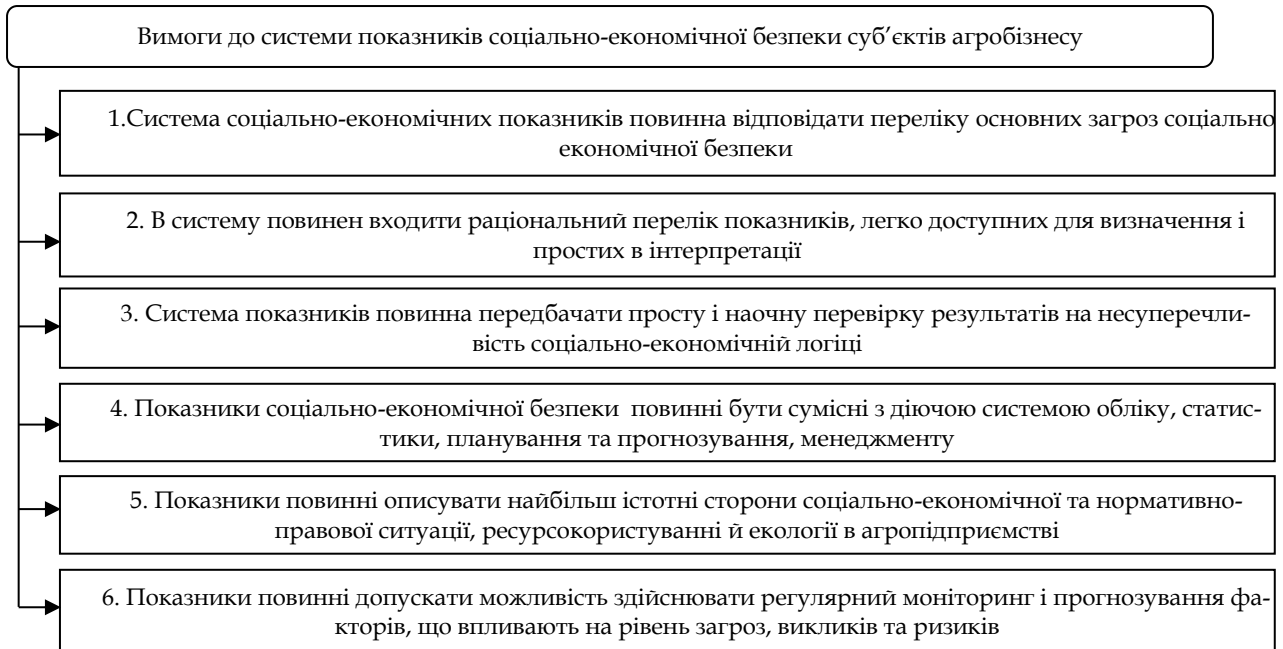 Вимоги до системи показників соціально-економічної безпеки суб’єктів агробізнесу
1.Система соціально-економічних показників повинна відповідати переліку основних загроз соціально
економічної безпеки
2. В систему повинен входити раціональний перелік показників, легко доступних для визначення і
простих в інтерпретації
3. Система показників повинна передбачати просту і наочну перевірку результатів на несуперечли-
вість соціально-економічній логіці
4. Показники соціально-економічної безпеки повинні бути сумісні з діючою системою обліку, статис-
тики, планування та прогнозування, менеджменту
5. Показники повинні описувати найбільш істотні сторони соціально-економічної та нормативно-
правової ситуації, ресурсокористуванні й екології в агропідприємстві
6. Показники повинні допускати можливість здійснювати регулярний моніторинг і прогнозування фа-
кторів, що впливають на рівень загроз, викликів та ризиків